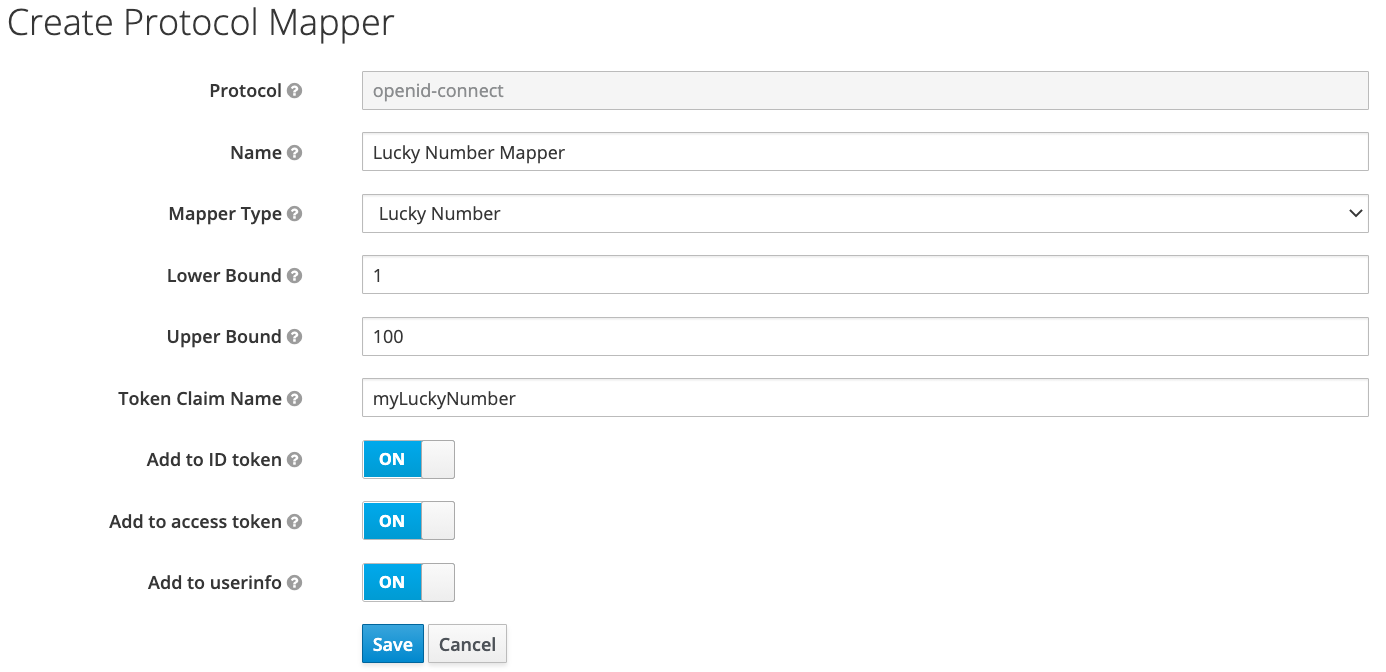 Create Protocol Mapper
Protocol openid-connect
Name Lucky Number Mapper
Mapper Type Lucky Number
Lower Bound 1
Upper Bound 100
Token Claim Name myLuckyNumber
Add to ID token ON
Add to access token ON
Add to userinfo ON
Save Cancel